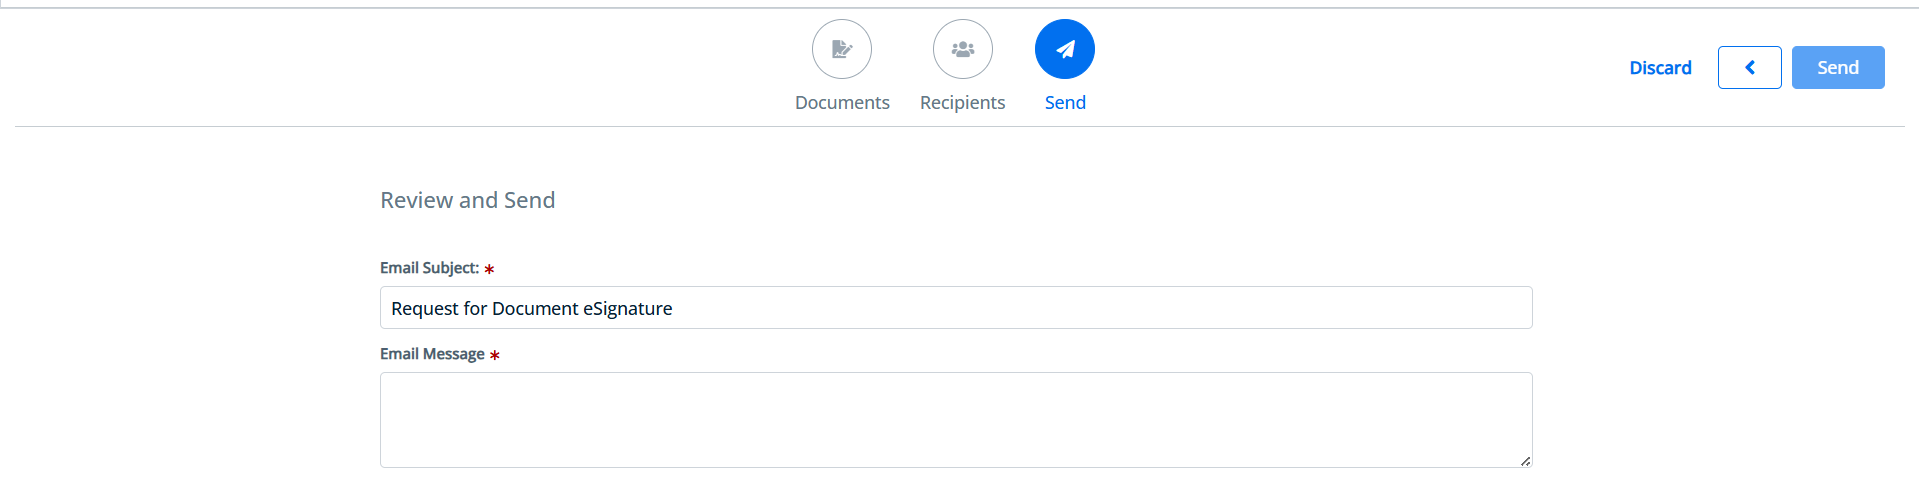 Documents
Recipients
Send
Discard
Send
Review and Send
Email Subject: *
Request for Document eSignature
Email Message *